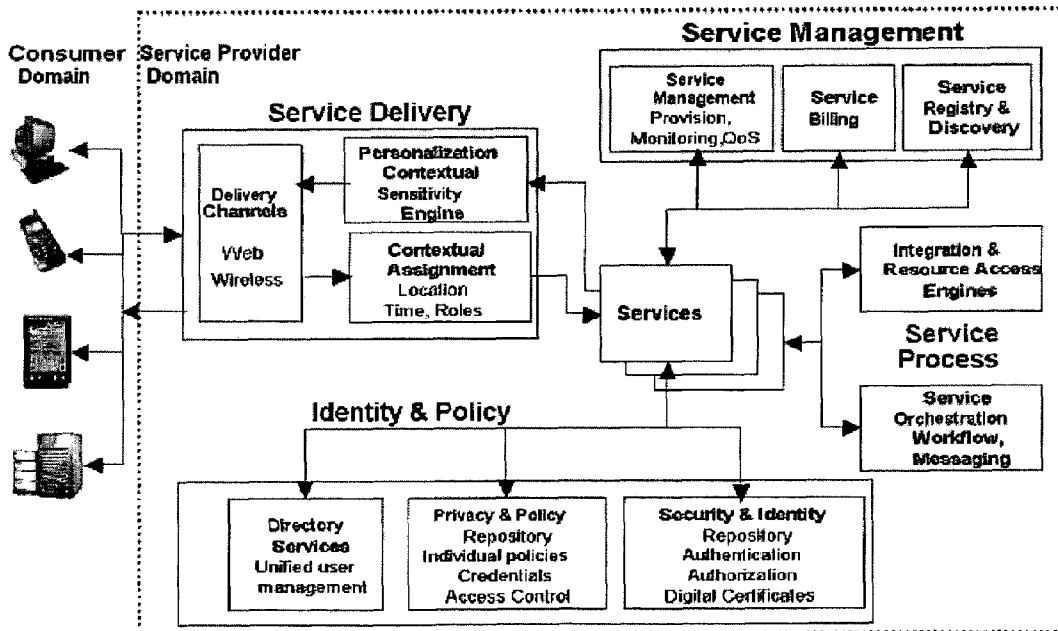 Consumer
Domain
Service Provider
Domain
Service Management
Service
Management
Provision,
Monitoring,QoS
Service
Billing
Service
Registry &
Discovery
Service Delivery
Delivery
Channels
Web
Wireless
Personalization
Contextual
Sensitivity
Engine
Contextual
Assignment
Location
Time, Roles
Services
Integration &
Resource Access
Engines
Service
Process
Service
Orchestration
Workflow,
Messaging
Identity & Policy
Directory
Services
Unified user
management
Privacy & Policy
Repository
Individual policies
Credentials
Access Control
Security & Identity
Repository
Authentication
Authorization
Digital Certificates